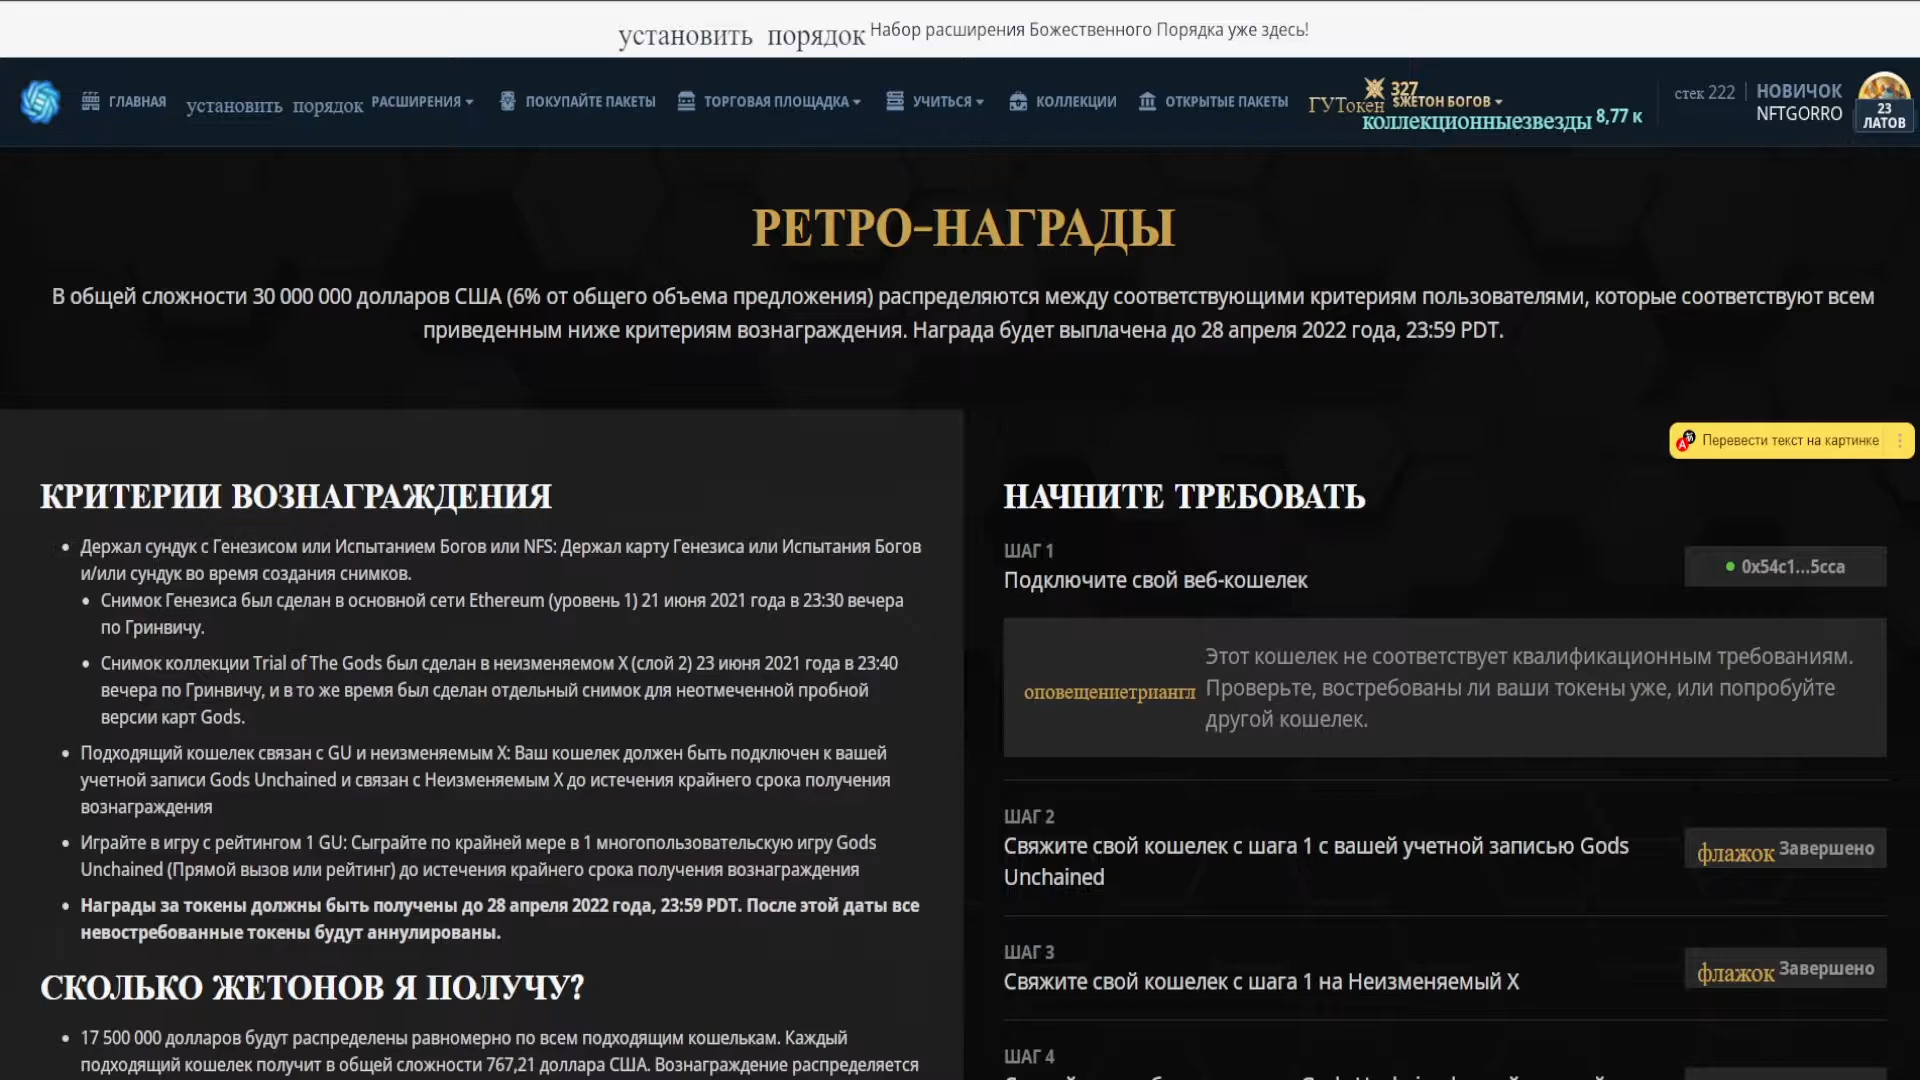 установить порядок Набор расширения Божественного Порядка уже здесь!
ГЛАВНАЯ установить порядок РАСШИРЕНИЯ ПОКУПАЙТЕ ПАКЕТЫ ТОРГОВАЯ ПЛОЩАДКА УЧИТЬСЯ КОЛЛЕКЦИИ ОТКРЫТЫЕ ПАКЕТЫ
327
ГУТокен $ЖЕТОН БОГОВ
коллекционныезвезды 8,77 к
стек 222
НОВИЧОК
NFTGORRO
23
ЛАТОВ
РЕТРО-НАГРАДЫ
В общей сложности 30 000 000 долларов США (6% от общего объема предложения) распределяются между соответствующими критериям пользователями, которые соответствуют всем
приведенным ниже критериям вознаграждения. Награда будет выплачена до 28 апреля 2022 года, 23:59 PDT.
Перевести текст на картинке
КРИТЕРИИ ВОЗНАГРАЖДЕНИЯ
Держал сундук с Генезисом или Испытанием Богов или NFS: Держал карту Генезиса или Испытания Богов
и/или сундук во время создания снимков.
Снимок Генезиса был сделан в основной сети Ethereum (уровень 1) 21 июня 2021 года в 23:30 вечера
по Гринвичу.
Снимок коллекции Trial of The Gods был сделан в неизменяемом X (слой 2) 23 июня 2021 года в 23:40
вечера по Гринвичу, и в то же время был сделан отдельный снимок для неотмеченной пробной
версии карт Gods.
Подходящий кошелек связан с GU и неизменяемым X: Ваш кошелек должен быть подключен к вашей
учетной записи Gods Unchained и связан с Неизменяемым X до истечения крайнего срока получения
вознаграждения
Играйте в игру с рейтингом 1 GU: Сыграйте по крайней мере в 1 многопользовательскую игру Gods
Unchained (Прямой вызов или рейтинг) до истечения крайнего срока получения вознаграждения
Награды за токены должны быть получены до 28 апреля 2022 года, 23:59 PDT. После этой даты все
невостребованные токены будут аннулированы.
СКОЛЬКО ЖЕТОНОВ Я ПОЛУЧУ?
17 500 000 долларов будут распределены равномерно по всем подходящим кошелькам. Каждый
подходящий кошелек получит в общей сложности 767,21 доллара США. Вознаграждение распределяется
НАЧНИТЕ ТРЕБОВАТЬ
ШАГ 1
Подключите свой веб-кошелек
0x54c1...5cca
оповещениетриангл
Этот кошелек не соответствует квалификационным требованиям.
Проверьте, востребованы ли ваши токены уже, или попробуйте
другой кошелек.
ШАГ 2
Свяжите свой кошелек с шага 1 с вашей учетной записью Gods
Unchained
флажок Завершено
ШАГ 3
Свяжите свой кошелек с шага 1 на Неизменяемый X
флажок Завершено
ШАГ 4